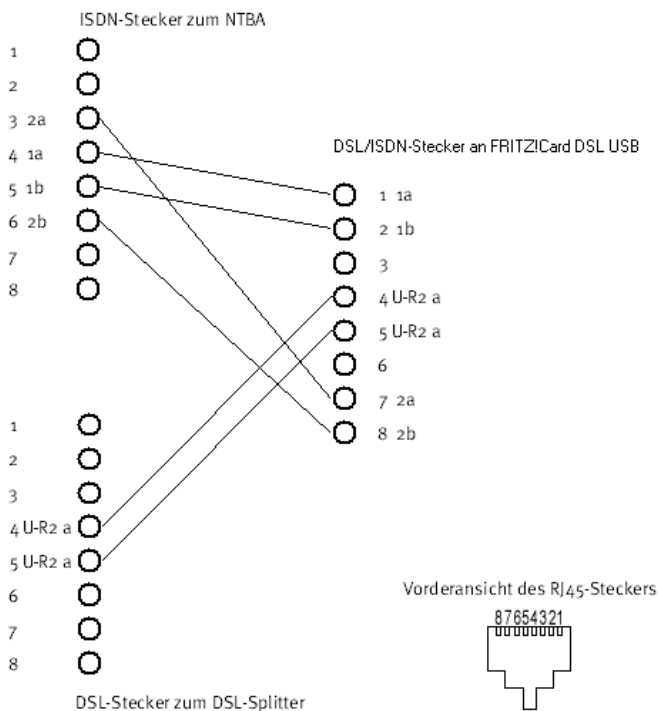 ISDN-Stecker zum NTBA
1
2
3 2a
4 1a
5 1b
6 2b
7
8
DSL/ISDN-Stecker an FRITZ!Card DSL USB
1 1a
2 1b
3
4 U-R2 a
5 U-R2 a
6
7 2a
8 2b
1
2
3
4 U-R2 a
5 U-R2 a
6
7
8
DSL-Stecker zum DSL-Splitter
Vorderansicht des RJ45-Steckers
87654321